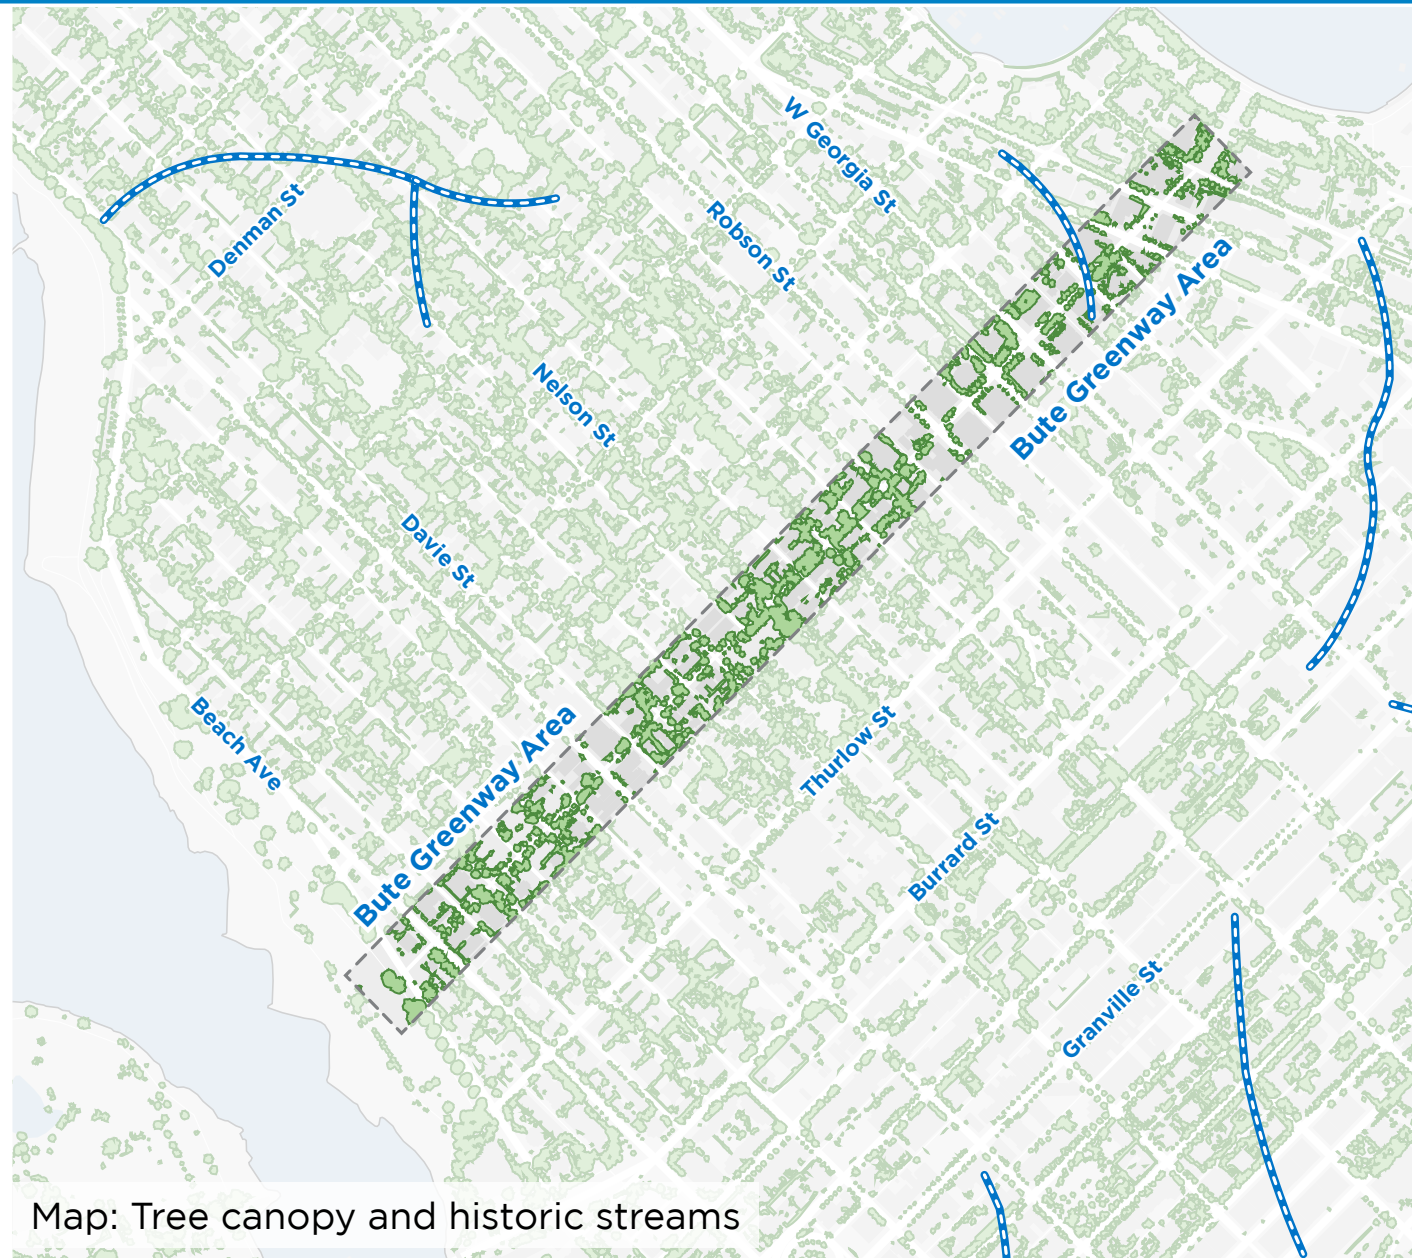 W Georgia St
Denman St
Robson St
Bute Greenway Area
Nelson St
Davie St
Beach Ave
Bute Greenway Area
Thurlow St
Burrard St
Granville St
Map: Tree canopy and historic streams